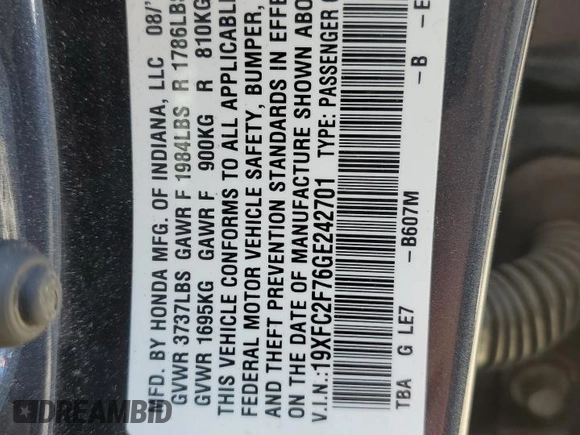 MFD. BY HONDA MFG. OF INDIANA, LLC 08/
GVWR 3737LBS GAWR F 1984LBS R 1786LBS
GVWR 1695KG GAWR F 900KG R 810KG
THIS VEHICLE CONFORMS TO ALL APPLICABLE
FEDERAL MOTOR VEHICLE SAFETY, BUMPER,
AND THEFT PREVENTION STANDARDS IN EFFE
ON THE DATE OF MANUFACTURE SHOWN ABO
V.I.N.:19XFC2F76GE242701 TYPE: PASSENGER
TBA G LE7 -B607M -B -E
DREAMBID